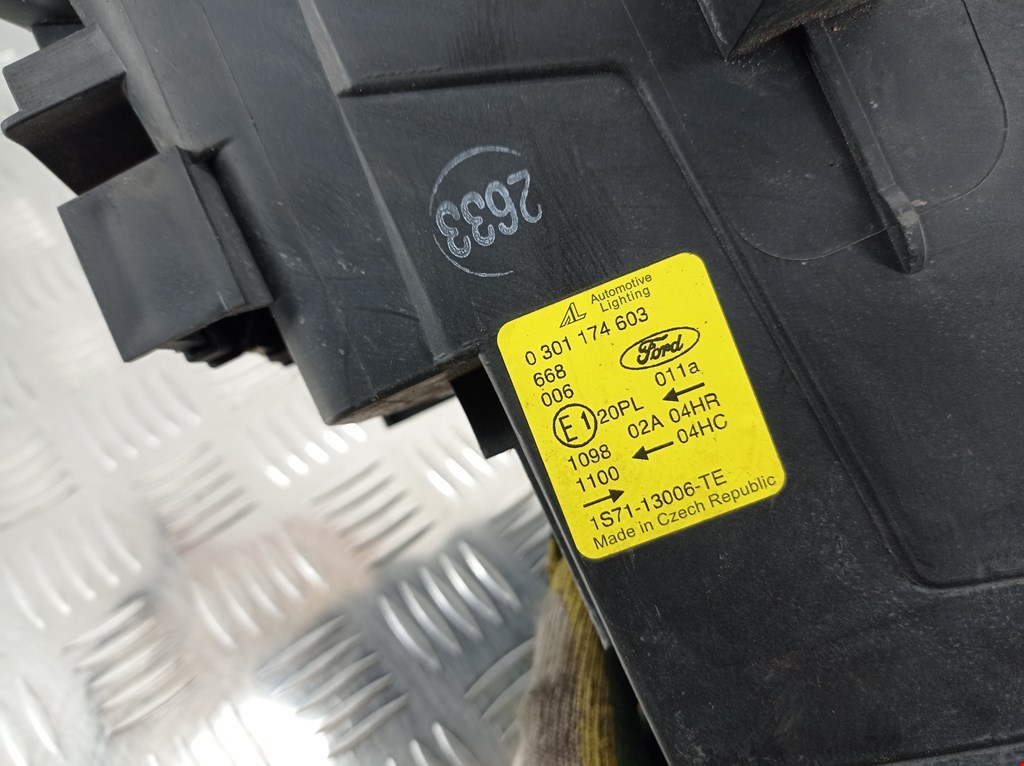 2633
AL Automotive
Lighting
0 301 174 603
668
Ford
006
011a
E1 20PL
02A 04HR
1098
04HC
1100
1S71-13006-TE
Made in Czech Republic